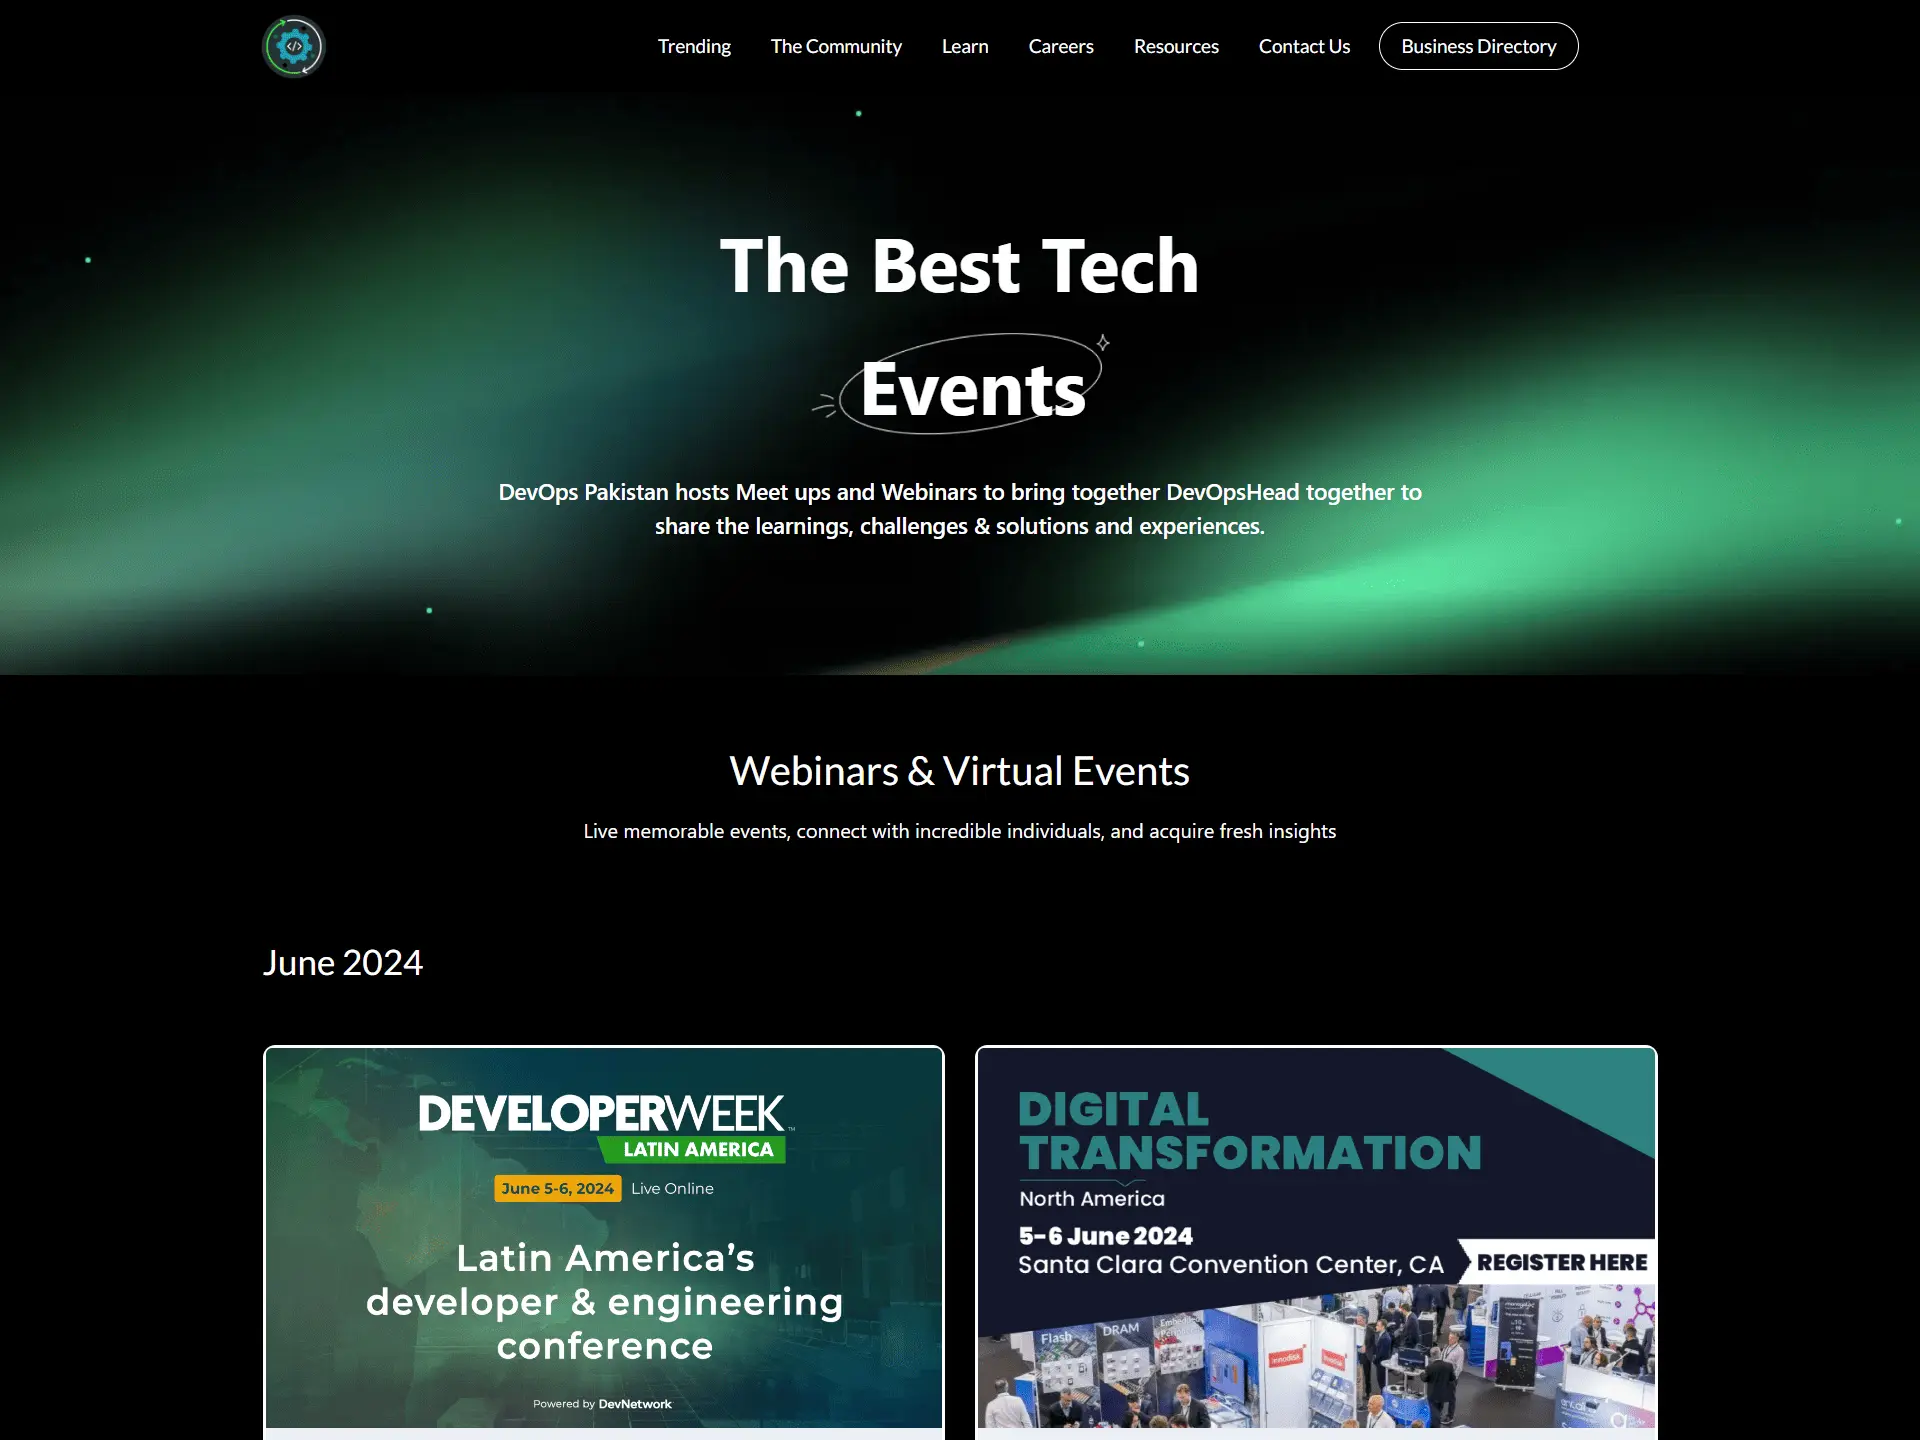 Trending
The Community
Learn
Careers
Resources
Contact Us
Business Directory
The Best Tech
Events
DevOps Pakistan hosts Meet ups and Webinars to bring together DevOpsHead together to
share the learnings, challenges & solutions and experiences.
Webinars & Virtual Events
Live memorable events, connect with incredible individuals, and acquire fresh insights
June 2024
DEVELOPERWEEK™
LATIN AMERICA
June 5-6, 2024 Live Online
Latin America’s
developer & engineering
conference
Powered by DevNetwork
DIGITAL
TRANSFORMATION
North America
5-6 June 2024
Santa Clara Convention Center, CA
REGISTER HERE
Flash
DRAM
Embedded
innodisk
innodisk